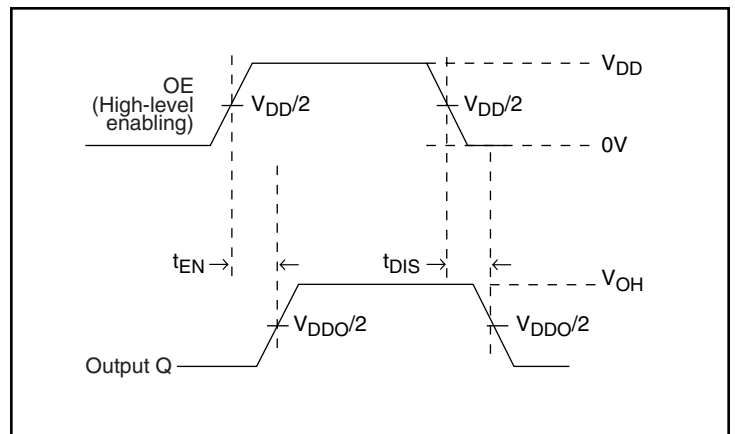 V_DD
OE
(High-level
enabling)
V_DD/2
V_DD/2
0V
t_EN
t_DIS
V_OH
V_DDO/2
V_DDO/2
Output Q